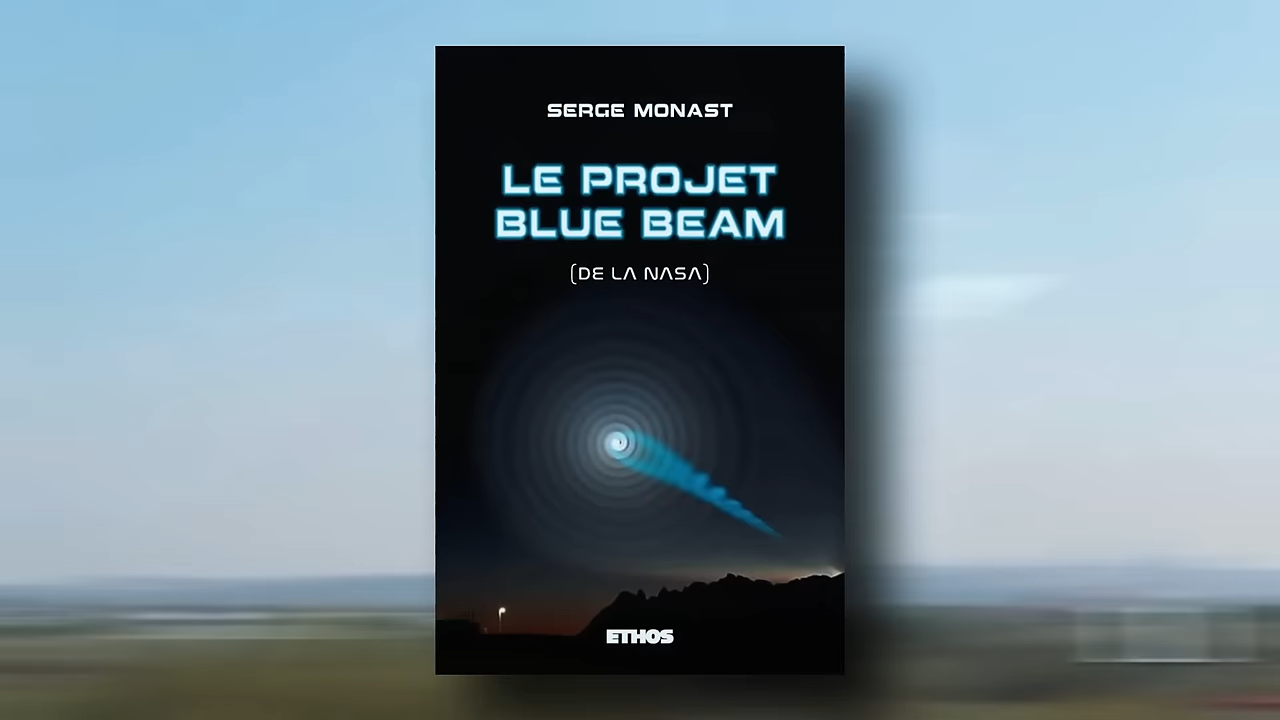 SERGE MONAST
LE PROJET
BLUE BEAM
(DE LA NASA)
ETHOS